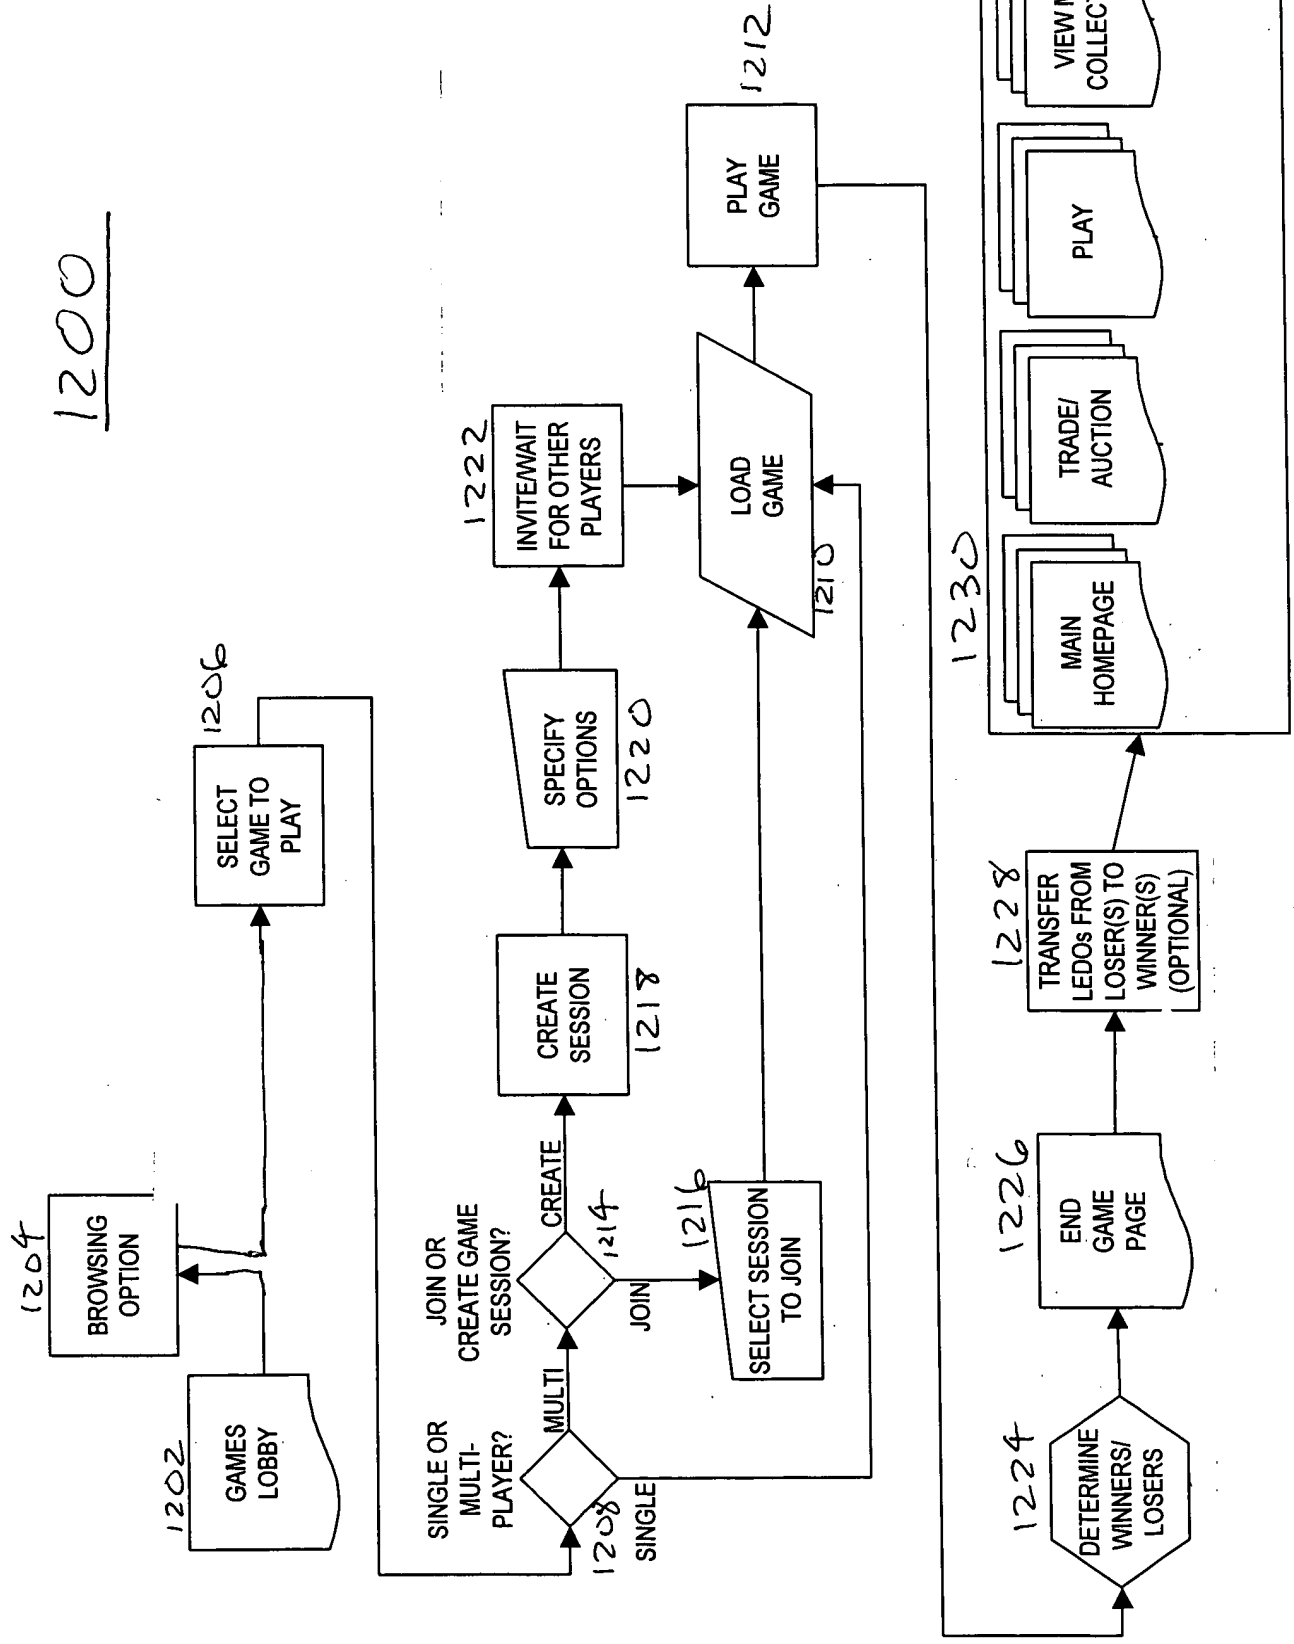 1200
1204
BROWSING
OPTION
1202
GAMES
LOBBY
1206
SELECT
GAME TO
PLAY
SINGLE OR
MULTI-
PLAYER?
1208
MULTI
SINGLE
JOIN OR
CREATE GAME
SESSION?
1214
CREATE
JOIN
1216
SELECT SESSION
TO JOIN
CREATE
SESSION
1218
SPECIFY
OPTIONS
1220
1222
INVITE/WAIT
FOR OTHER
PLAYERS
LOAD
GAME
1210
PLAY
GAME
1212
1224
DETERMINE
WINNERS/
LOSERS
1226
END
GAME
PAGE
1228
TRANSFER
LEDOs FROM
LOSER(S) TO
WINNER(S)
(OPTIONAL)
1230
MAIN
HOMEPAGE
TRADE/
AUCTION
PLAY
VIEW